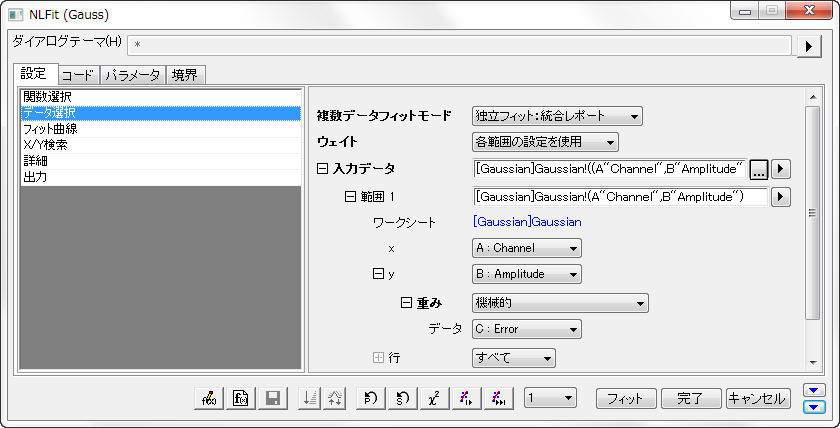 NLFit (Gauss)
ダイアログテーマ(H) *
設定 コード パラメータ 境界
関数選択
データ選択
フィット曲線
X/Y検索
詳細
出力
複数データフィットモード 独立フィット:統合レポート
ウェイト 各範囲の設定を使用
入力データ [Gaussian]Gaussian!((A"Channel",B"Amplitude" ...
範囲 1 [Gaussian]Gaussian!(A"Channel",B"Amplitude")
ワークシート [Gaussian]Gaussian
x A : Channel
y B : Amplitude
重み 機械的
データ C : Error
行 すべて
1 フィット 完了 キャンセル